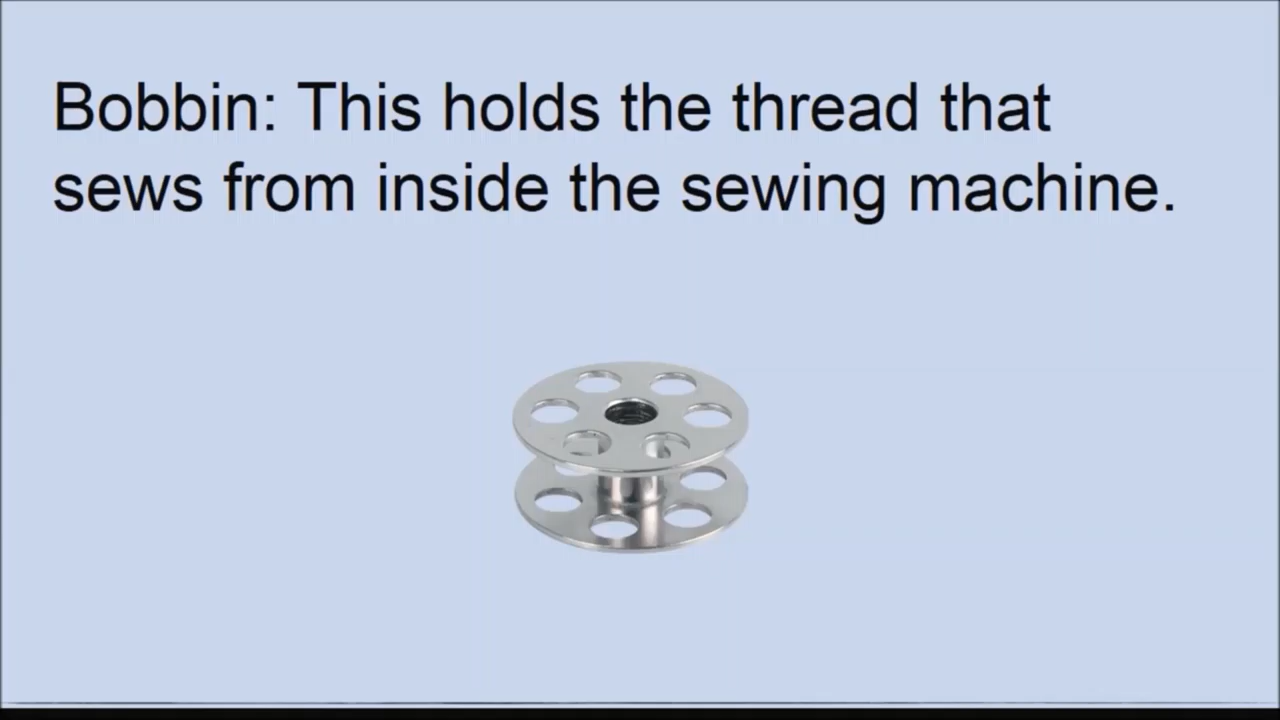 Bobbin: This holds the thread that
sews from inside the sewing machine.